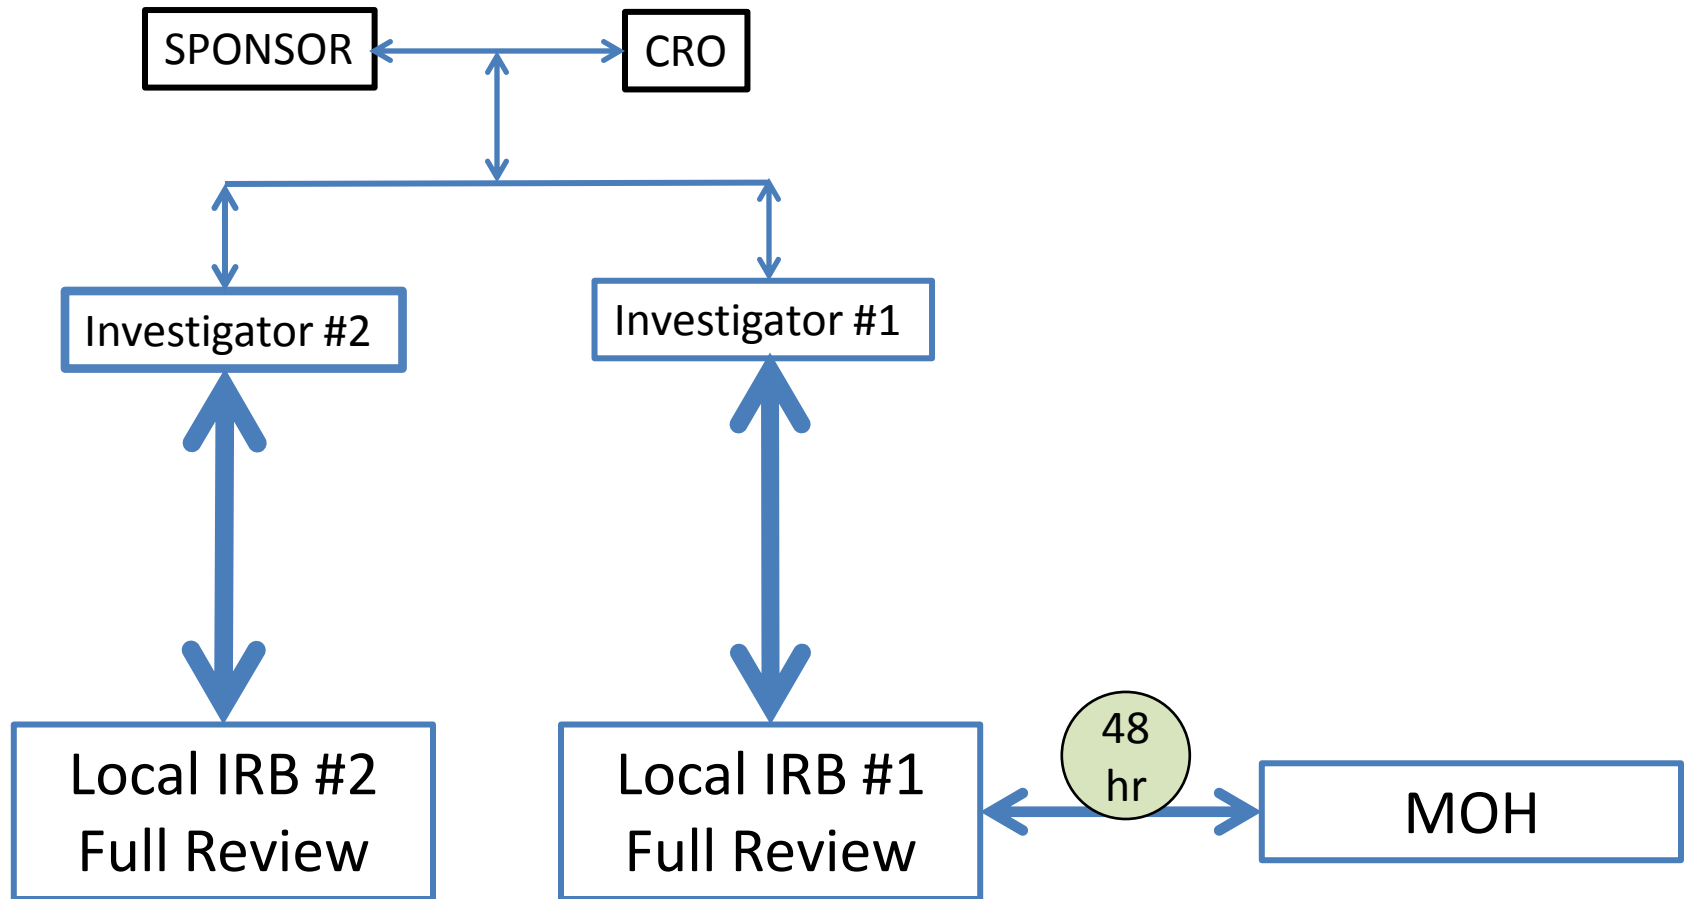 SPONSOR
CRO
Investigator #2
Investigator #1
Local IRB #2
Full Review
Local IRB #1
Full Review
48
hr
MOH